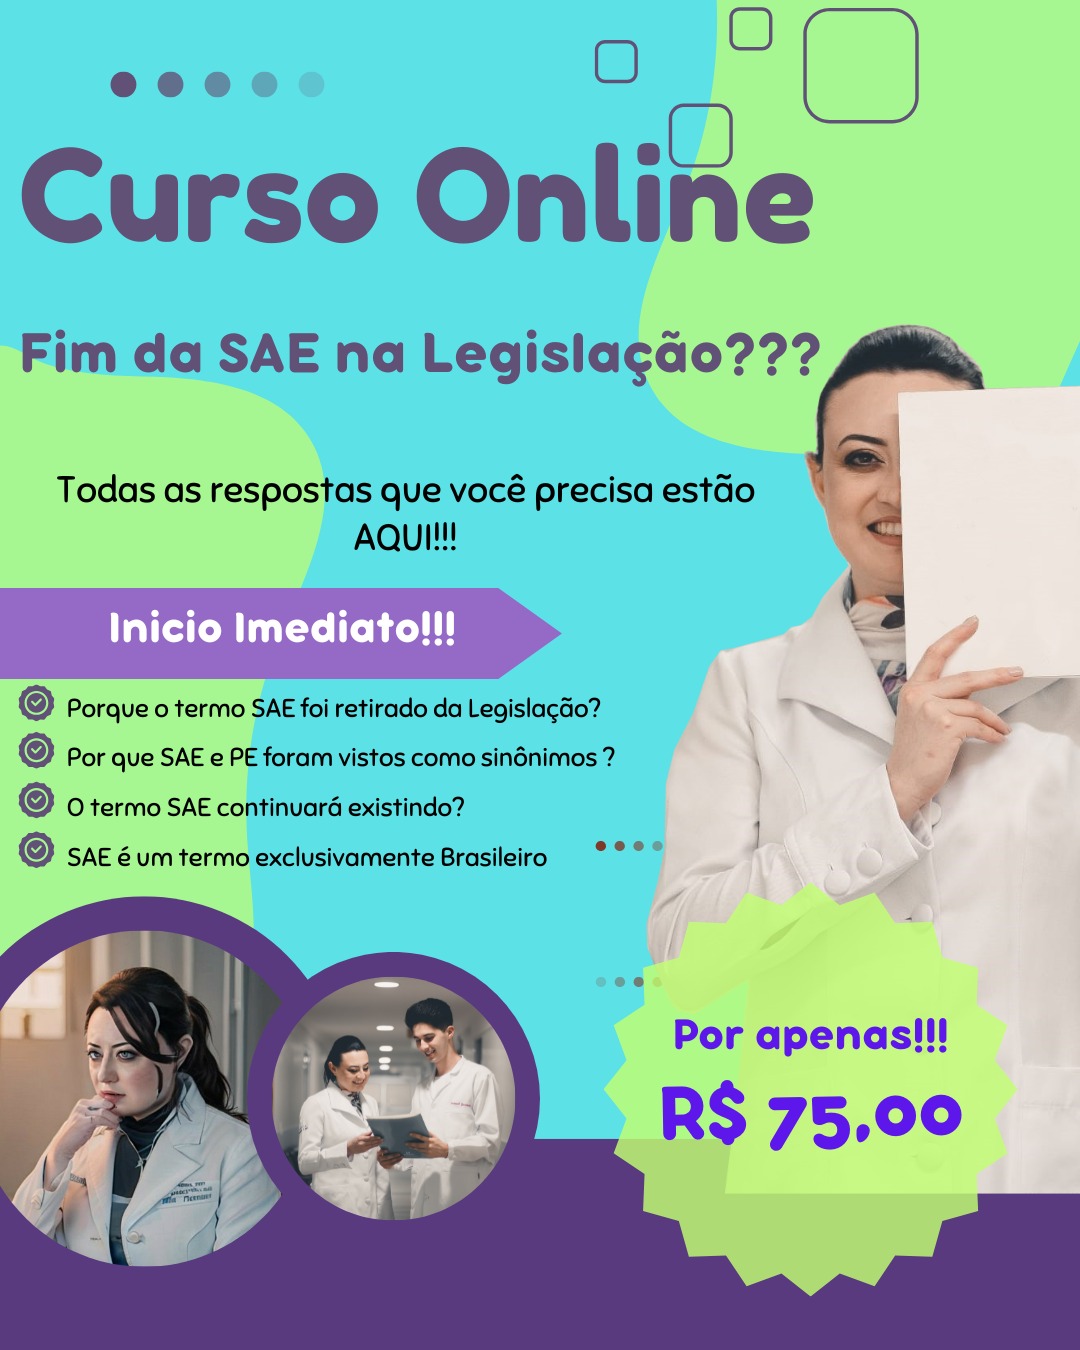 Curso Online
Fim da SAE na Legislação???
Todas as respostas que você precisa estão
AQUI!!!
Inicio Imediato!!!
Porque o termo SAE foi retirado da Legislação?
Por que SAE e PE foram vistos como sinônimos ?
O termo SAE continuará existindo?
SAE é um termo exclusivamente Brasileiro
Por apenas!!!
R$ 75,00